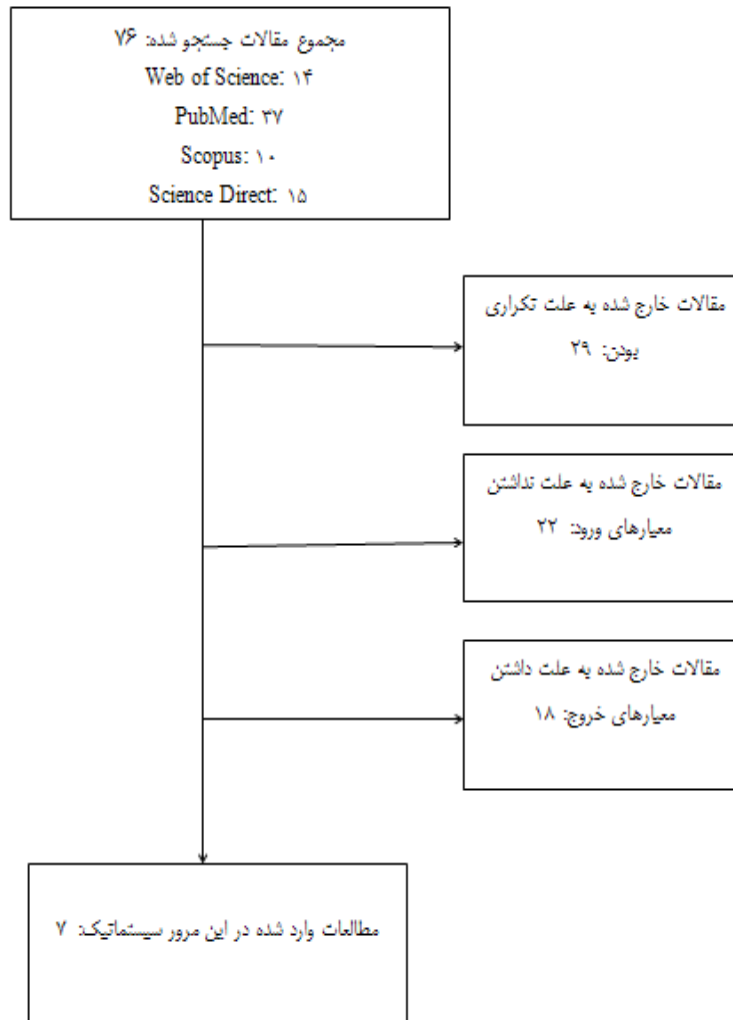 مجموع مقالات جستجو شده: ۷۶
Web of Science: ۱۴
PubMed: ۳۷
Scopus: ۱۰
Science Direct: ۱۵
مقالات خارج شده به علت تکراری
بودن: ۲۹
مقالات خارج شده به علت نداشتن
معیارهای ورود: ۲۲
مقالات خارج شده به علت داشتن
معیارهای خروج: ۱۸
مطالعات وارد شده در این مرور سیستماتیک: ۷